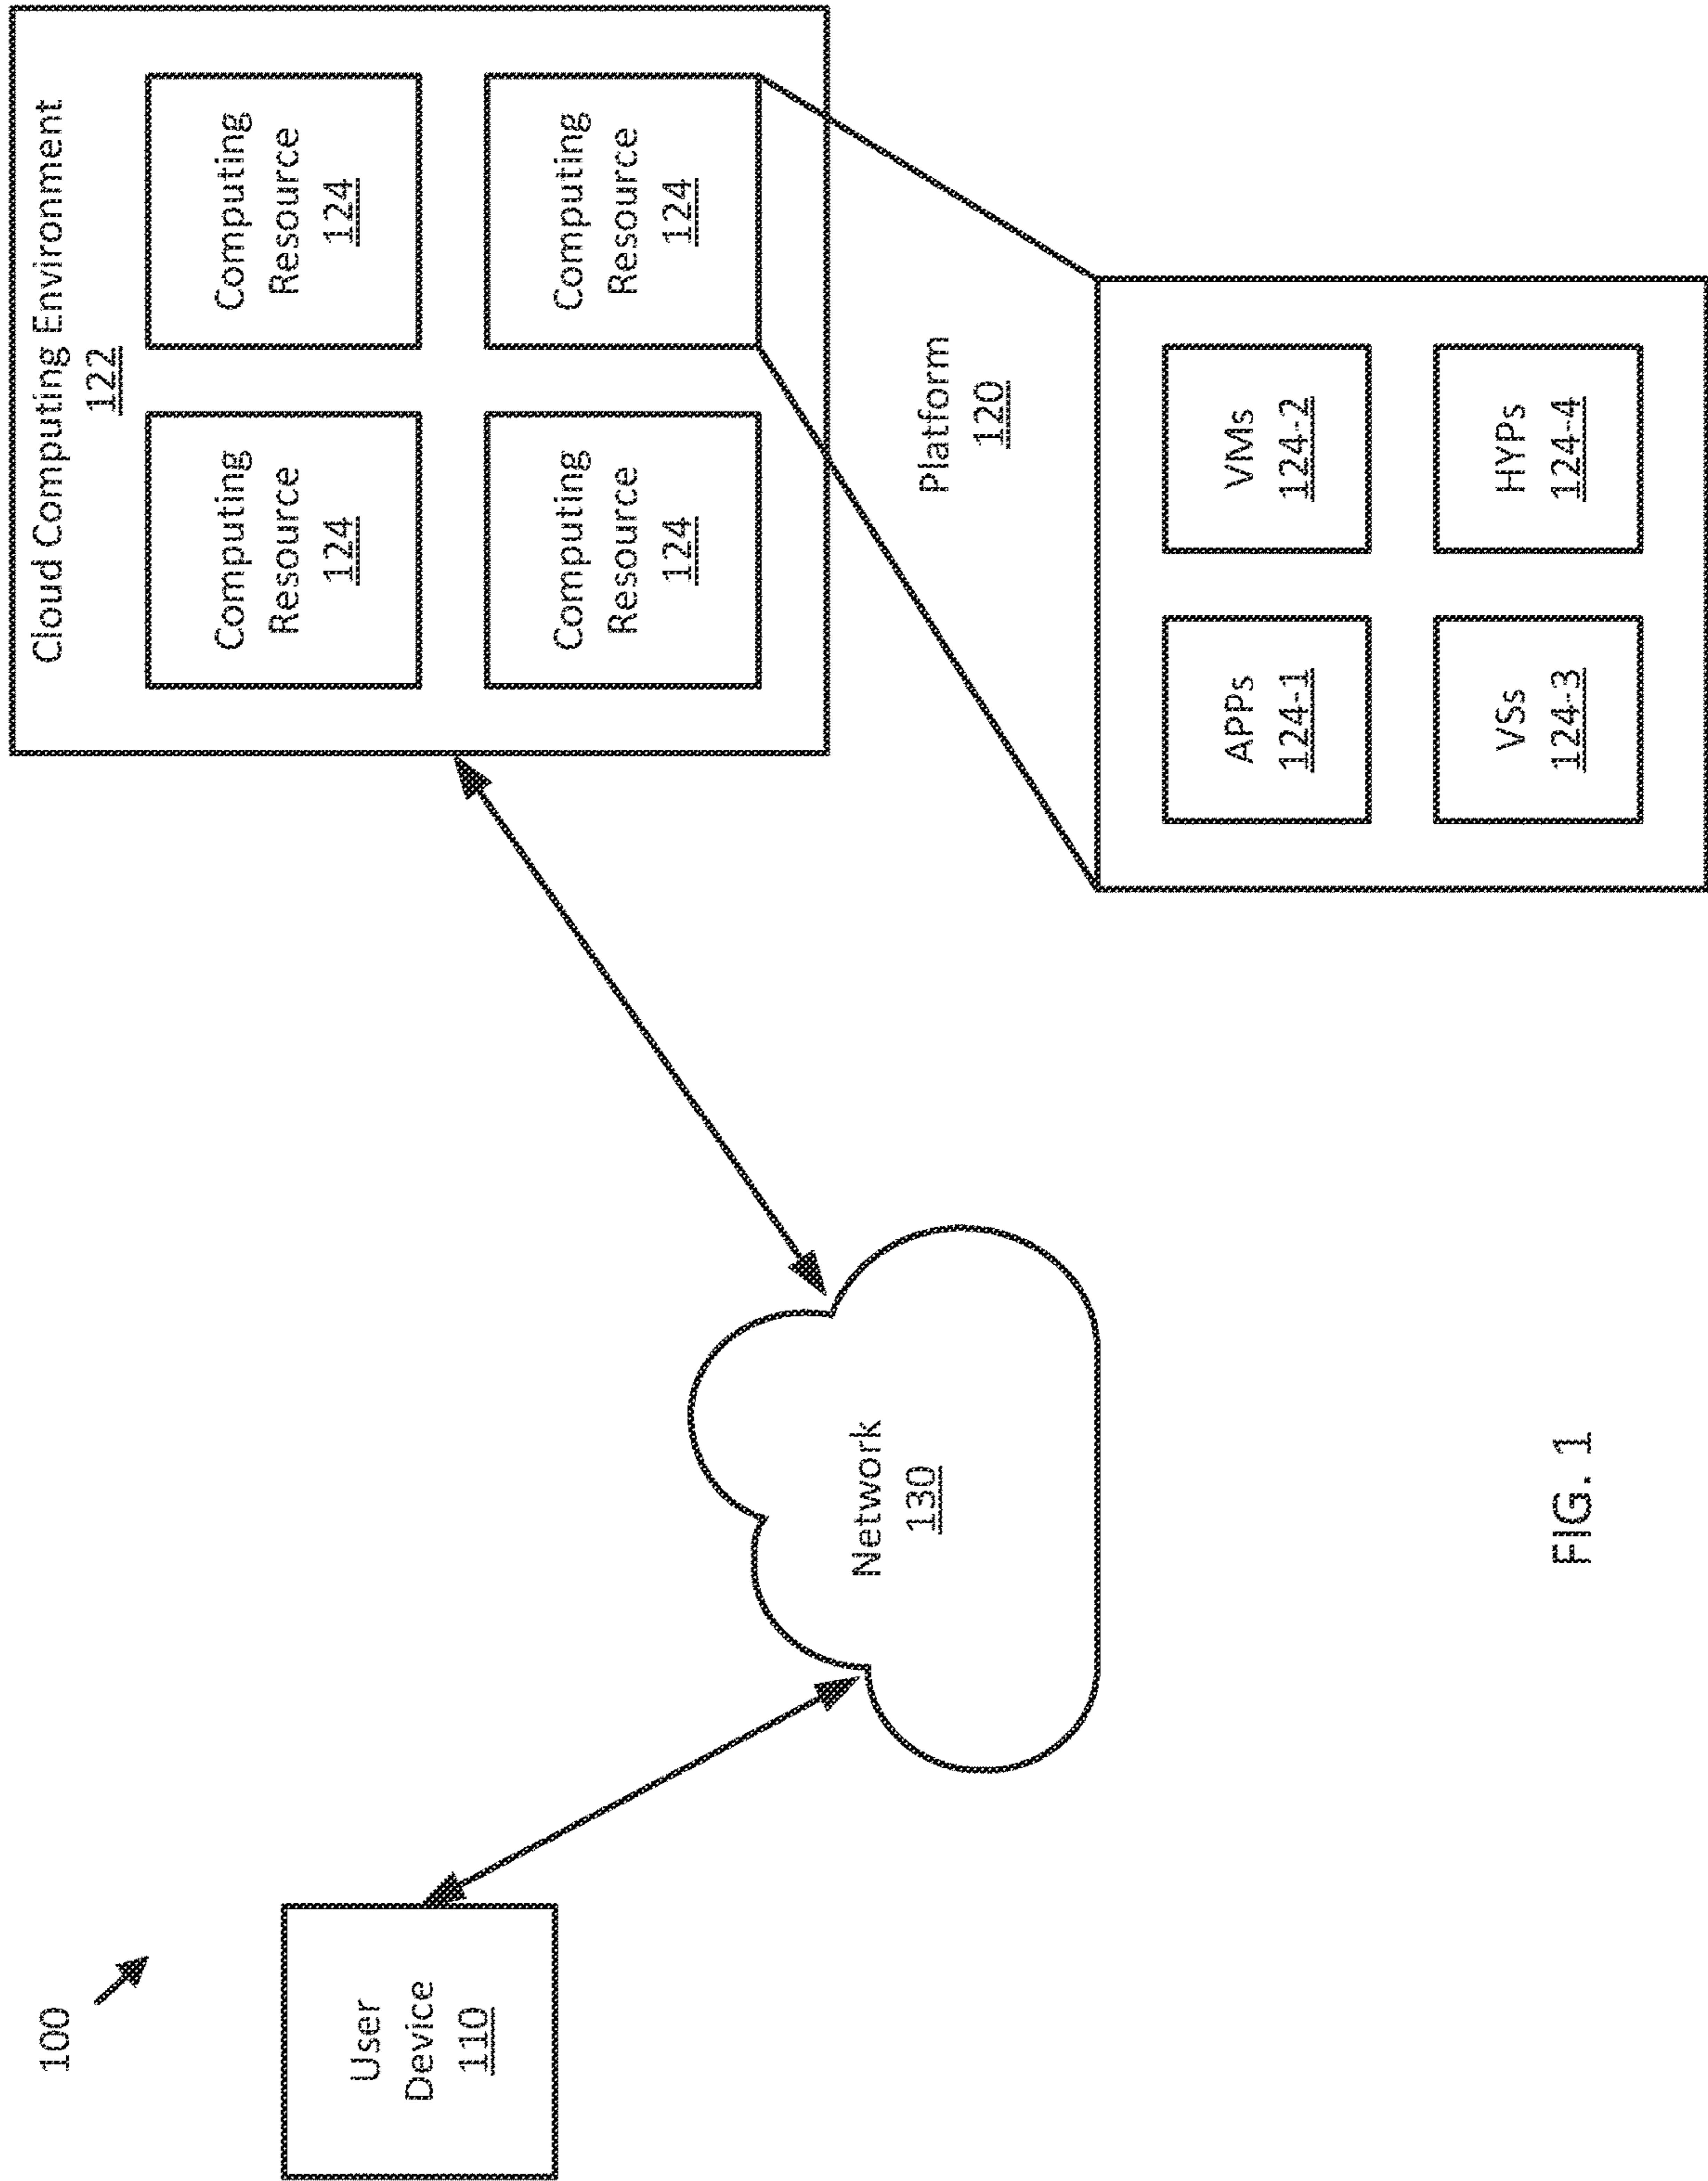 100
User
Device
110
Network
130
Cloud Computing Environment
122
Computing
Resource
124
Computing
Resource
124
Computing
Resource
124
Computing
Resource
124
Platform
120
APPs
124-1
VMs
124-2
VSs
124-3
HYPs
124-4
FIG. 1